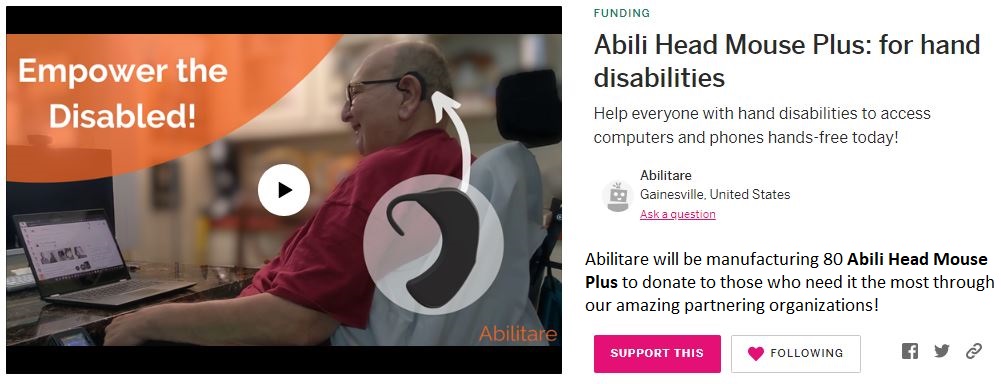 Empower the
Disabled!
Abilitare
FUNDING
Abili Head Mouse Plus: for hand
disabilities
Help everyone with hand disabilities to access
computers and phones hands-free today!
Abilitare
Gainesville, United States
Ask a question
Abilitare will be manufacturing 80 Abili Head Mouse
Plus to donate to those who need it the most through
our amazing partnering organizations!
SUPPORT THIS
FOLLOWING